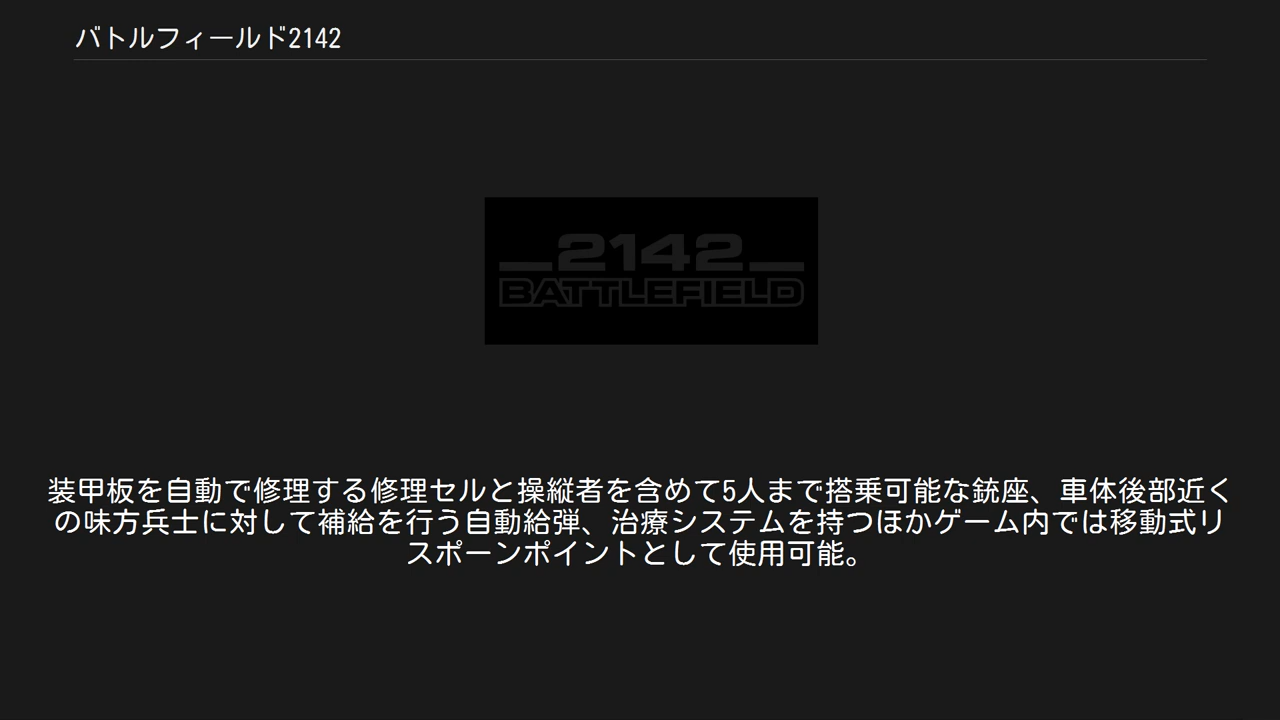 バトルフィールド2142
2142
BATTLEFIELD
装甲板を自動で修理する修理セルと操縦者を含めて5人まで搭乗可能な銃座、車体後部近く
の味方兵士に対して補給を行う自動給弾、治療システムを持つほかゲーム内では移動式リ
スポーンポイントとして使用可能。